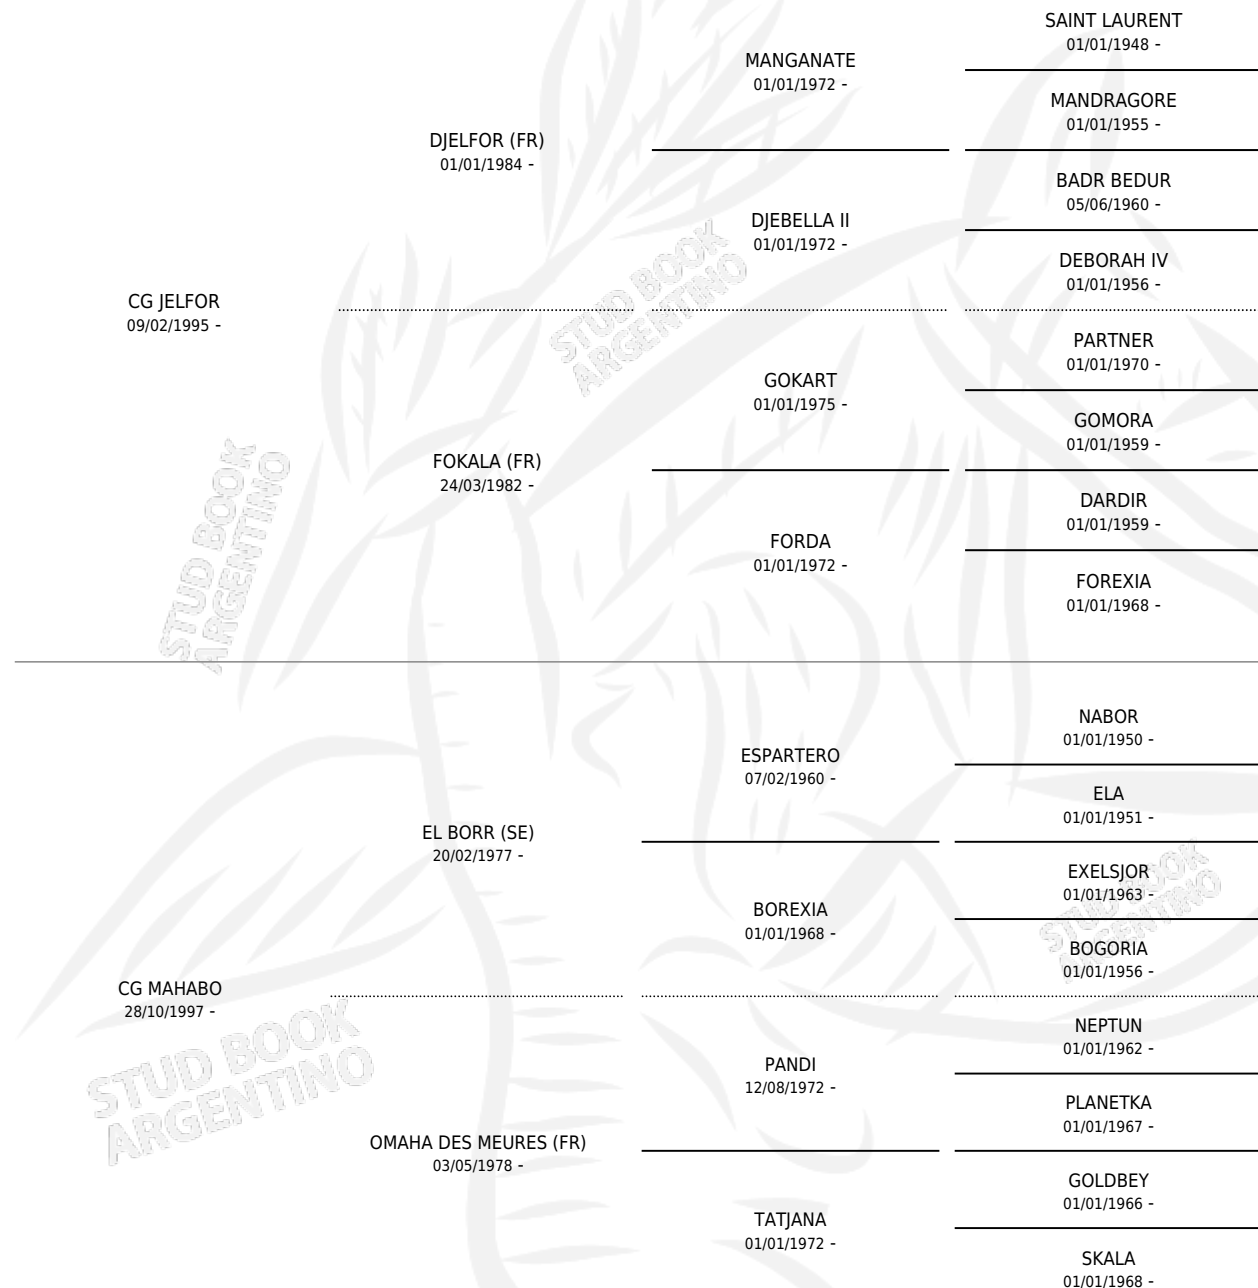 SAINT LAURENT
01/01/1948 -
MANGANATE
01/01/1972 -
MANDRAGORE
01/01/1955 -
DJELFOR (FR)
01/01/1984 -
BADR BEDUR
05/06/1960 -
DJEBELLA II
01/01/1972 -
DEBORAH IV
01/01/1956 -
CG JELFOR
09/02/1995 -
PARTNER
01/01/1970 -
GOKART
01/01/1975 -
GOMORA
01/01/1959 -
FOKALA (FR)
24/03/1982 -
DARDIR
01/01/1959 -
FORDA
01/01/1972 -
FOREXIA
01/01/1968 -
STUD BOOK
ARGENTINO
STUD BOOK
ARGENTINO
NABOR
01/01/1950 -
ESPARTERO
07/02/1960 -
ELA
01/01/1951 -
EL BORR (SE)
20/02/1977 -
EXELSJOR
01/01/1963 -
BOREXIA
01/01/1968 -
BOGORIA
01/01/1956 -
STUD BOOK
ARGENTINO
CG MAHABO
28/10/1997 -
NEPTUN
01/01/1962 -
PANDI
12/08/1972 -
PLANETKA
01/01/1967 -
OMAHA DES MEURES (FR)
03/05/1978 -
GOLDBEY
01/01/1966 -
TATJANA
01/01/1972 -
SKALA
01/01/1968 -
STUD BOOK
ARGENTINO